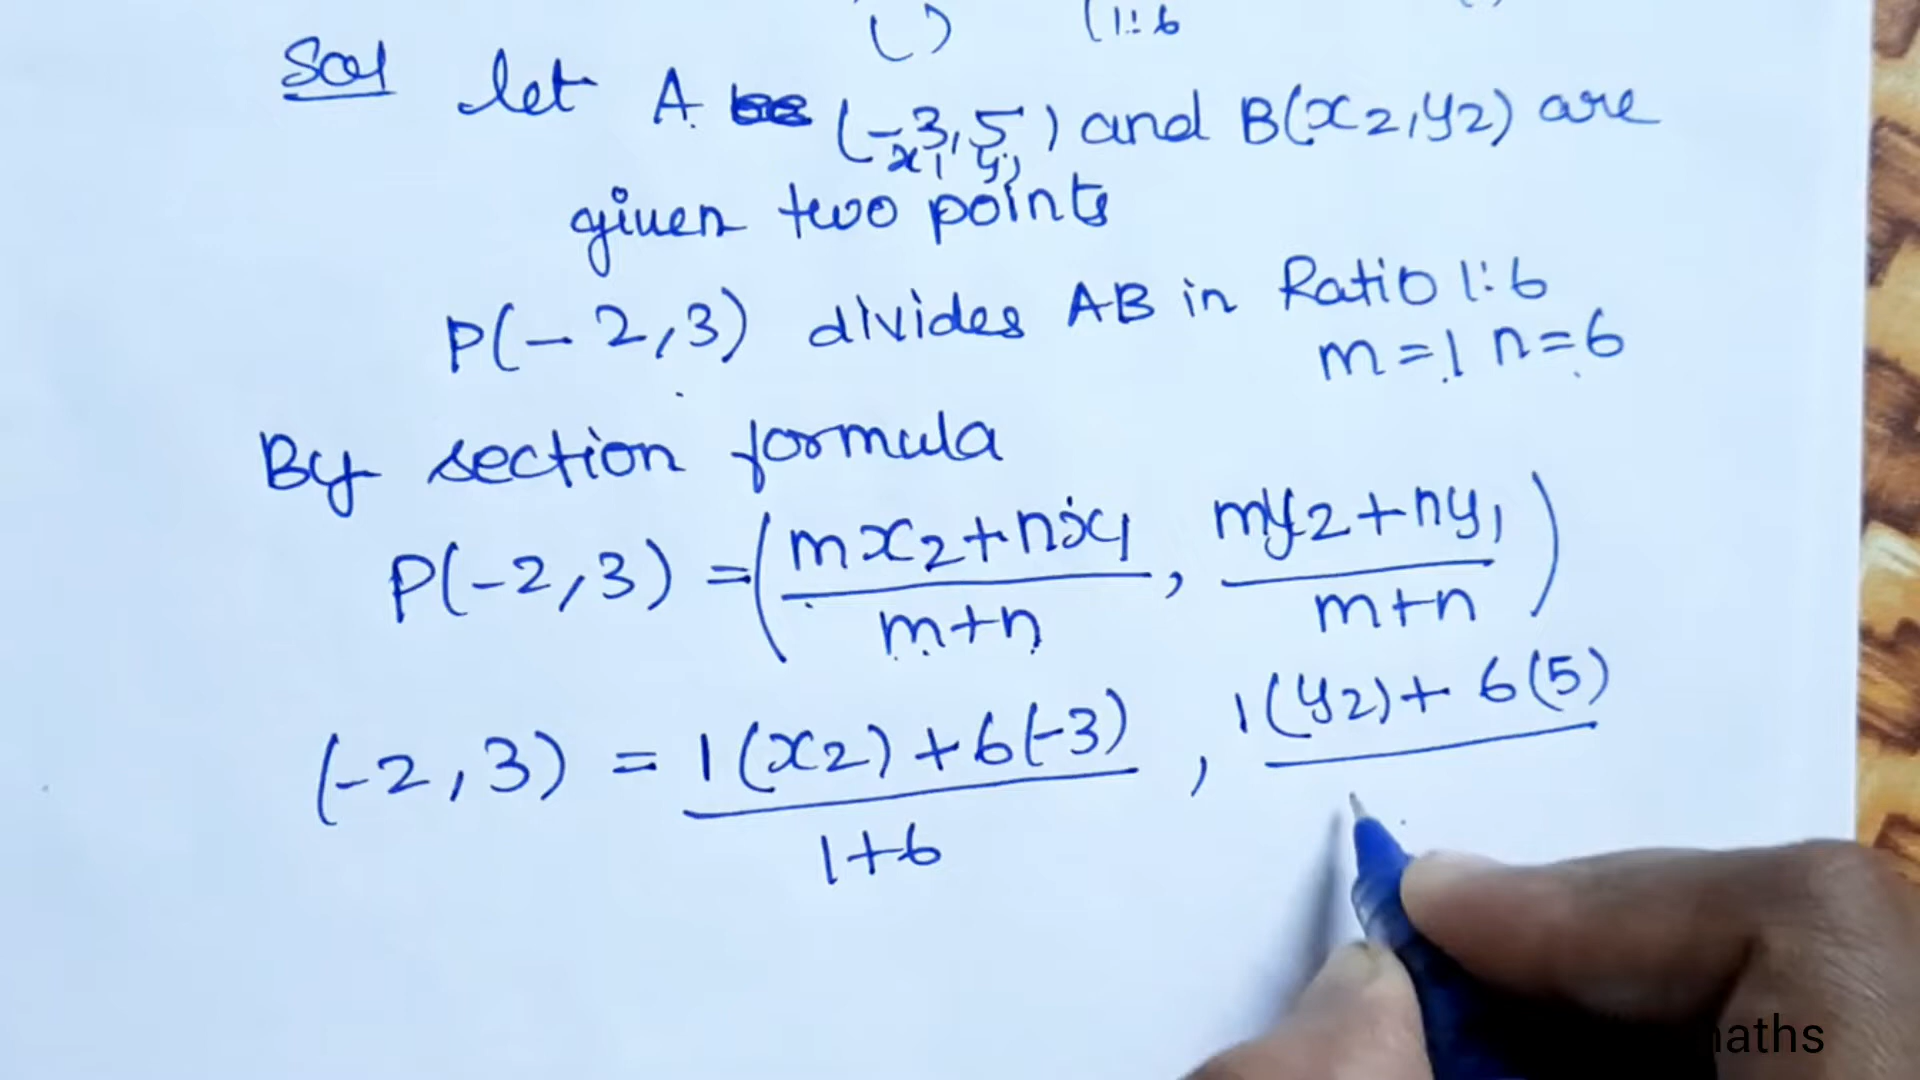 ( ) (1:6
Sol let A (-3, 5) and B(x2, y2) are
x1 y1
given two points
P(-2, 3) divides AB in Ratio 1:6
m=1 n=6
By section formula
P(-2, 3) = (mx2+nx1/m+n, my2+ny1/m+n)
(-2, 3) = 1(x2)+6(-3)/1+6, 1(y2)+6(5)
maths